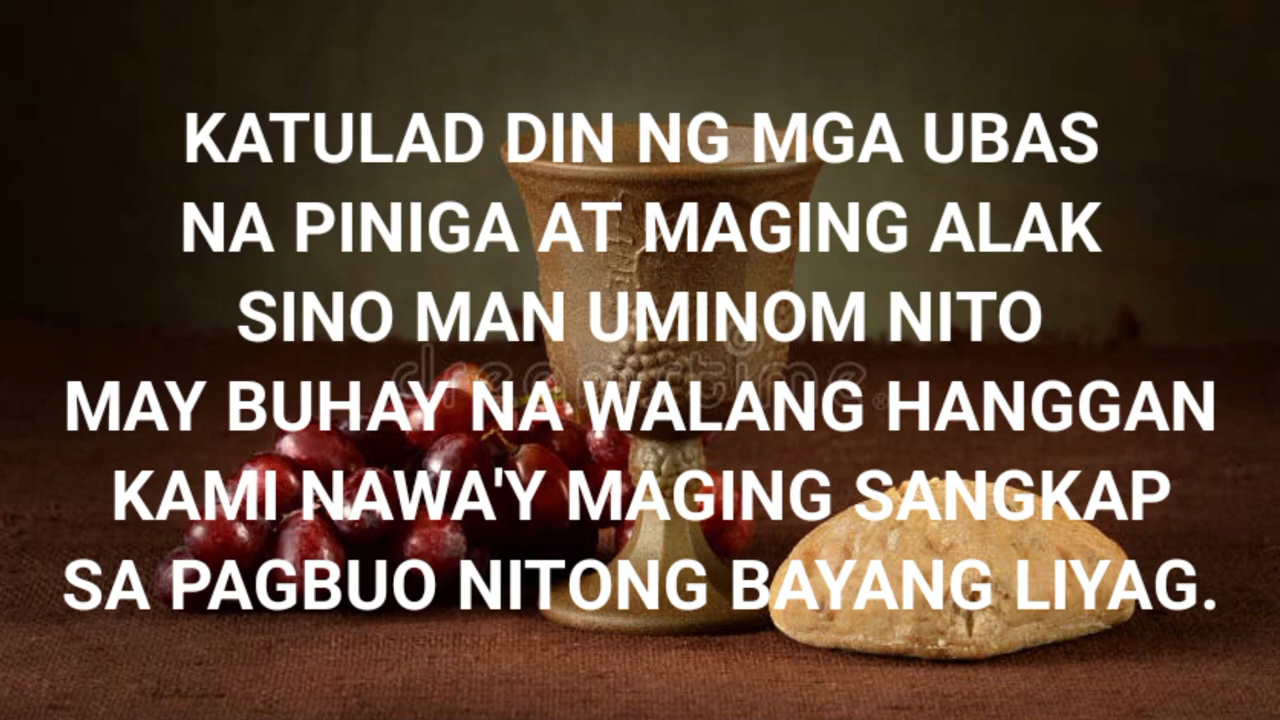 KATULAD DIN NG MGA UBAS
NA PINIGA AT MAGING ALAK
SINO MAN UMINOM NITO
MAY BUHAY NA WALANG HANGGAN
KAMI NAWA'Y MAGING SANGKAP
SA PAGBUO NITONG BAYANG LIYAG.
dreamstime